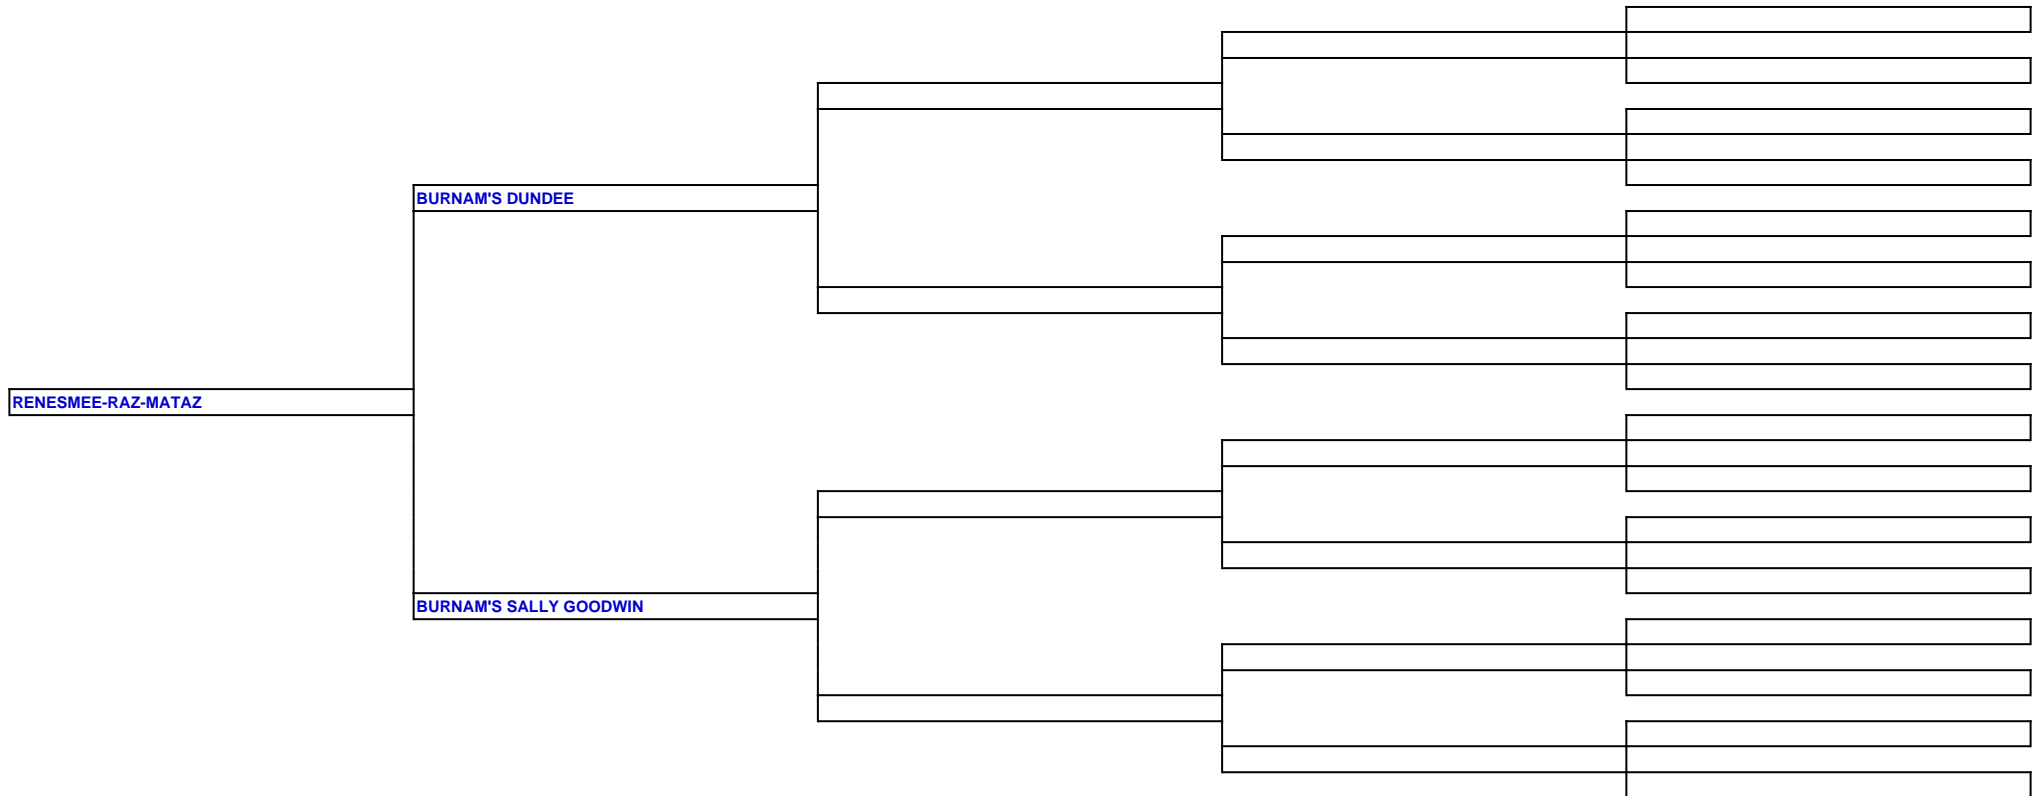 BURNAM'S DUNDEE
RENESMEE-RAZ-MATAZ
BURNAM'S SALLY GOODWIN